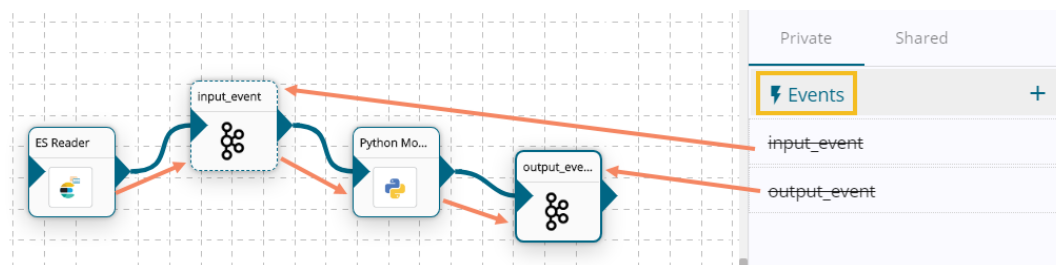 ES Reader
input_event
Python Mo...
output_eve...
Private
Shared
Events
input_event
output_event